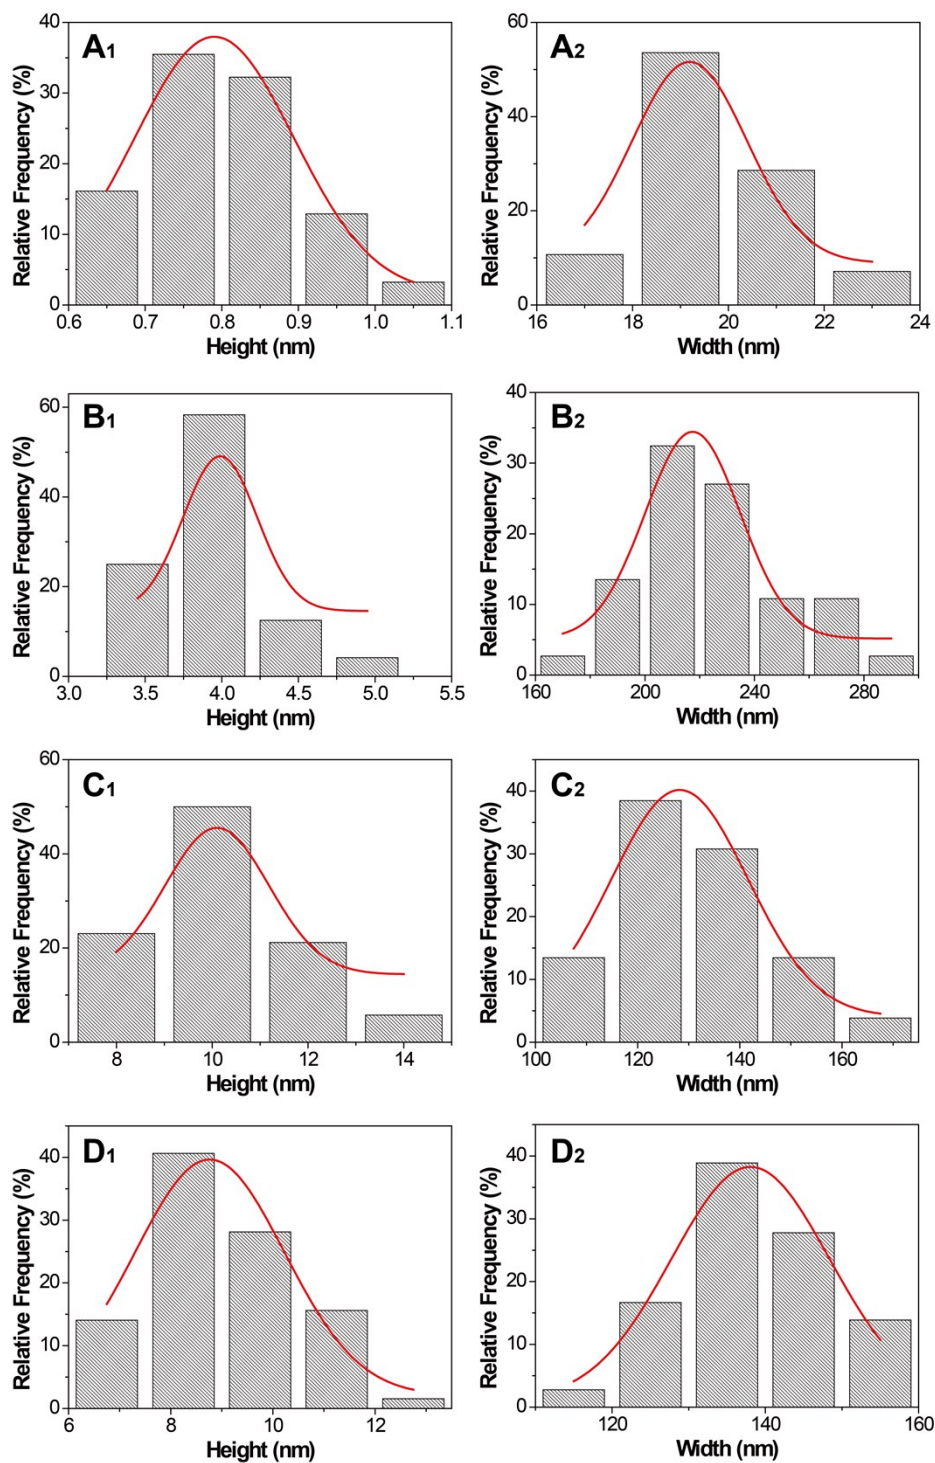 A1
Relative Frequency (%)
40
30
20
10
0
0.6 0.7 0.8 0.9 1.0 1.1
Height (nm)
A2
Relative Frequency (%)
60
40
20
0
16 18 20 22 24
Width (nm)
B1
Relative Frequency (%)
60
40
20
0
3.0 3.5 4.0 4.5 5.0 5.5
Height (nm)
B2
Relative Frequency (%)
40
30
20
10
0
160 200 240 280
Width (nm)
C1
Relative Frequency (%)
60
40
20
0
8 10 12 14
Height (nm)
C2
Relative Frequency (%)
40
30
20
10
0
100 120 140 160
Width (nm)
D1
Relative Frequency (%)
40
30
20
10
0
6 8 10 12
Height (nm)
D2
Relative Frequency (%)
40
30
20
10
0
120 140 160
Width (nm)